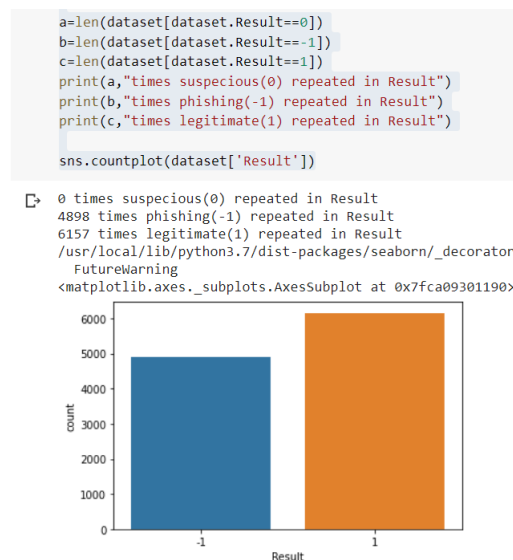 a=len(dataset[dataset.Result==0])
b=len(dataset[dataset.Result==-1])
c=len(dataset[dataset.Result==1])
print(a,"times suspecious(0) repeated in Result")
print(b,"times phishing(-1) repeated in Result")
print(c,"times legitimate(1) repeated in Result")
sns.countplot(dataset['Result'])
0 times suspecious(0) repeated in Result
4898 times phishing(-1) repeated in Result
6157 times legitimate(1) repeated in Result
/usr/local/lib/python3.7/dist-packages/seaborn/_decorator
FutureWarning
<matplotlib.axes._subplots.AxesSubplot at 0x7fca09301190>
6000
5000
4000
3000
2000
1000
0
count
-1
1
Result